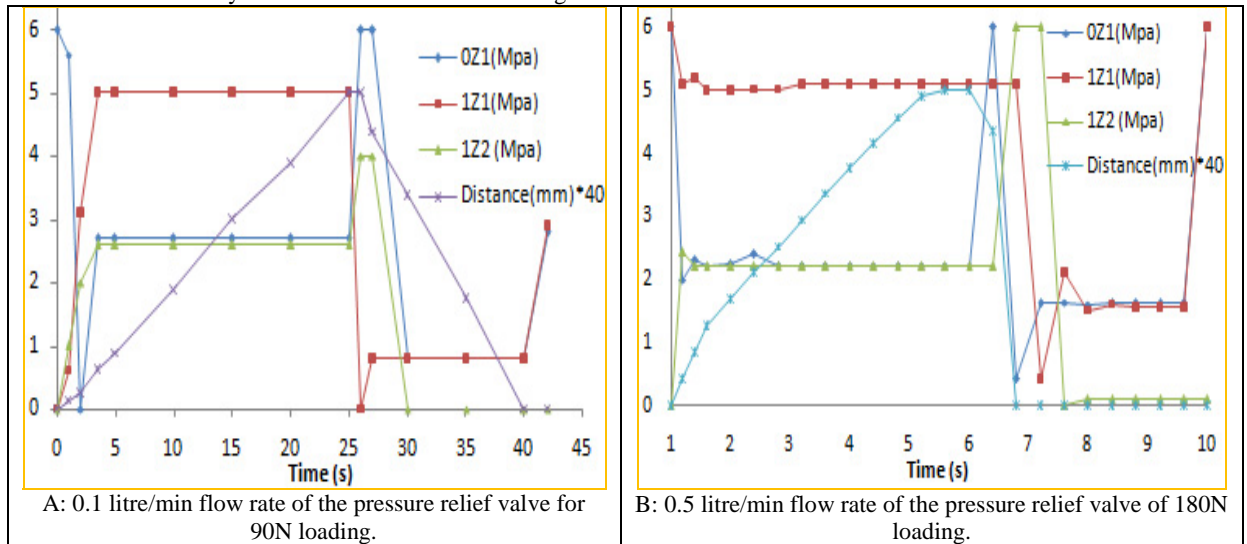 6
5
4
3
2
1
0
0Z1(Mpa)
1Z1(Mpa)
1Z2 (Mpa)
Distance(mm)*40
0 5 10 15 20 25 30 35 40 45
Time (s)
A: 0.1 litre/min flow rate of the pressure relief valve for
90N loading.
6
5
4
3
2
1
0
0Z1(Mpa)
1Z1(Mpa)
1Z2 (Mpa)
Distance(mm)*40
1 2 3 4 5 6 7 8 9 10
Time (s)
B: 0.5 litre/min flow rate of the pressure relief valve of 180N
loading.